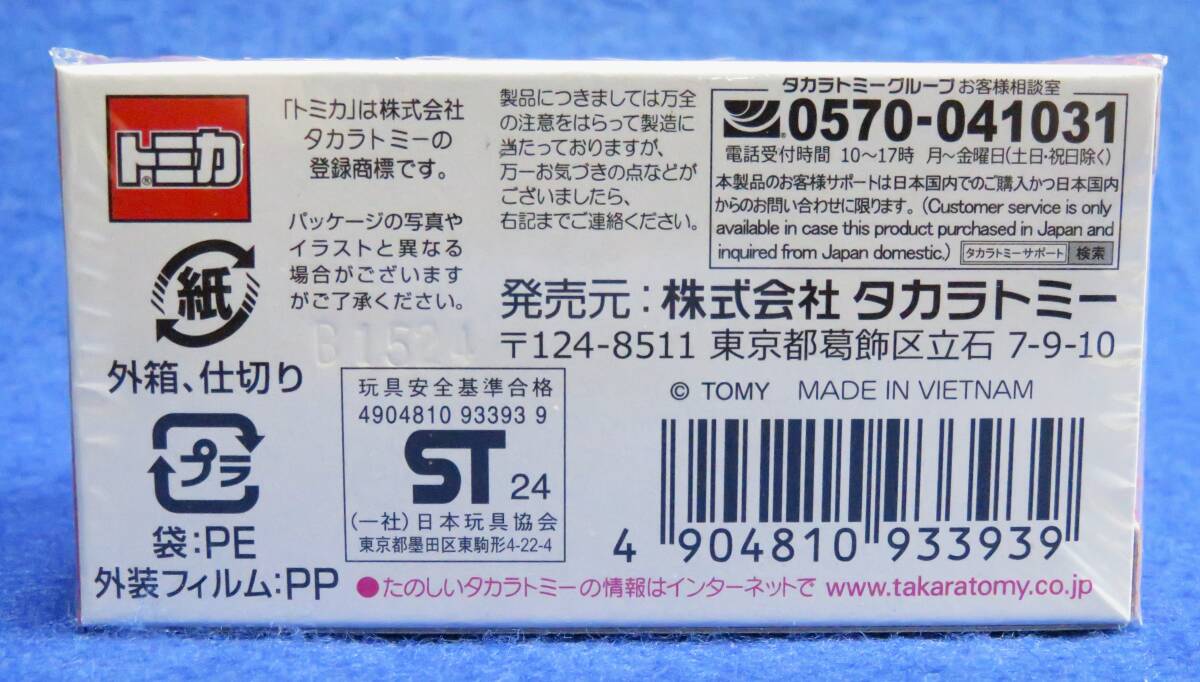 トミカ®
「トミカ」は株式会社
タカラトミーの
登録商標です。
パッケージの写真や
イラストと異なる
場合がございます
がご了承ください。
製品につきましては万全
の注意をはらって製造に
当たっておりますが、
万一お気づきの点などが
ございましたら、
右記までご連絡ください。
タカラトミーグループお客様相談室
0570-041031
電話受付時間 10〜17時 月〜金曜日(土日・祝日除く)
本製品のお客様サポートは日本国内でのご購入かつ日本国内
からのお問い合わせに限ります。(Customer service is only
available in case this product purchased in Japan and
inquired from Japan domestic.) タカラトミーサポート 検索
発売元:株式会社 タカラトミー
〒124-8511 東京都葛飾区立石 7-9-10
© TOMY MADE IN VIETNAM
紙
外箱、仕切り
プラ
袋:PE
外装フィルム:PP
玩具安全基準合格
4904810 93393 9
ST 24
(一社)日本玩具協会
東京都墨田区東駒形4-22-4
4 904810 933939
●たのしいタカラトミーの情報はインターネットで www.takaratomy.co.jp